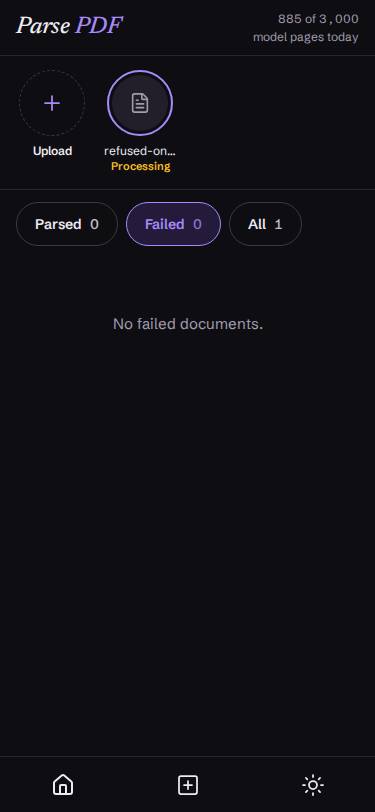 Parse PDF
885 of 3,000
model pages today
Upload
refused-on...
Processing
Parsed 0
Failed 0
All 1
No failed documents.